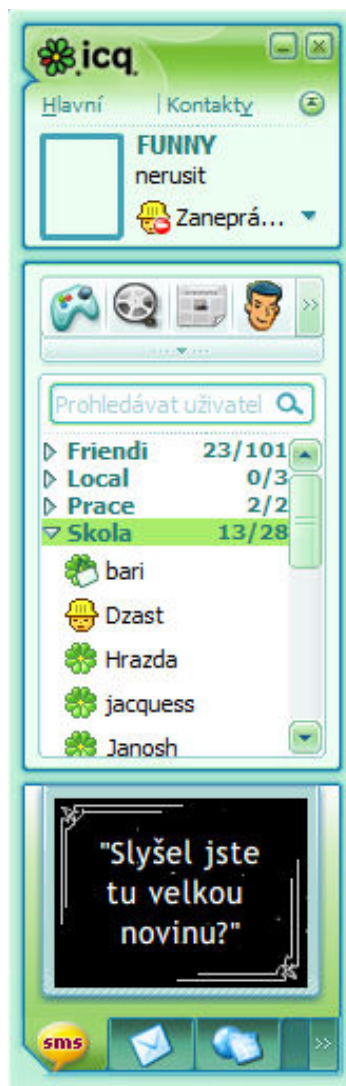 icq
Hlavní Kontakty
FUNNY
nerusit
Zaneprá...
Prohledávat uživatel
Friendi 23/101
Local 0/3
Prace 2/2
Skola 13/28
bari
Dzast
Hrazda
jacquess
Janosh
"Slyšel jste
tu velkou
novinu?"
sms